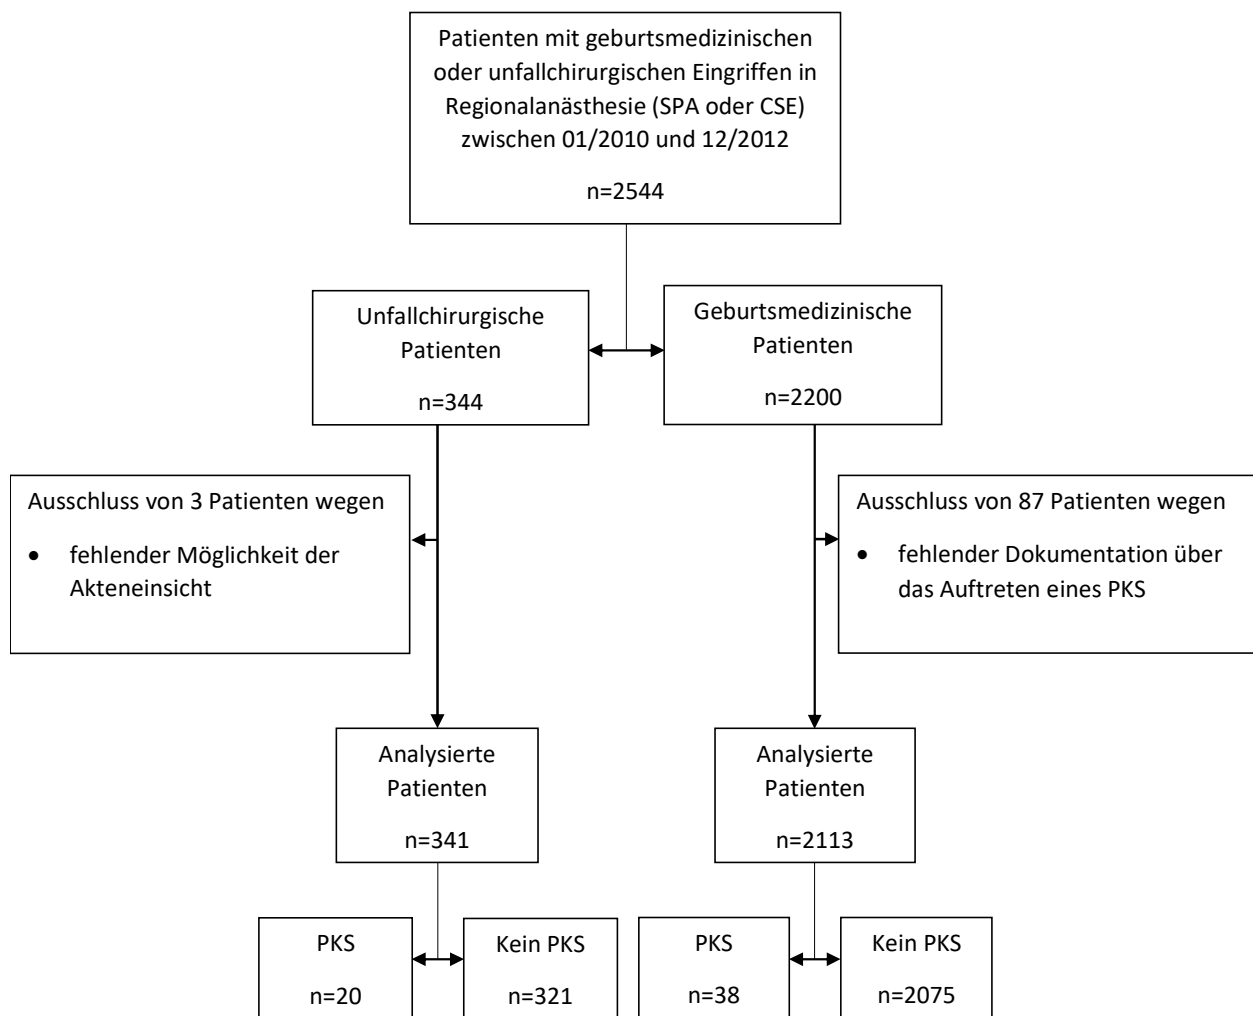 Patienten mit geburtsmedizinischen
oder unfallchirurgischen Eingriffen in
Regionalanästhesie (SPA oder CSE)
zwischen 01/2010 und 12/2012
n=2544
Unfallchirurgische
Patienten
n=344
Geburtsmedizinische
Patienten
n=2200
Ausschluss von 3 Patienten wegen
• fehlender Möglichkeit der
Akteneinsicht
Ausschluss von 87 Patienten wegen
• fehlender Dokumentation über
das Auftreten eines PKS
Analysierte
Patienten
n=341
Analysierte
Patienten
n=2113
PKS
n=20
Kein PKS
n=321
PKS
n=38
Kein PKS
n=2075